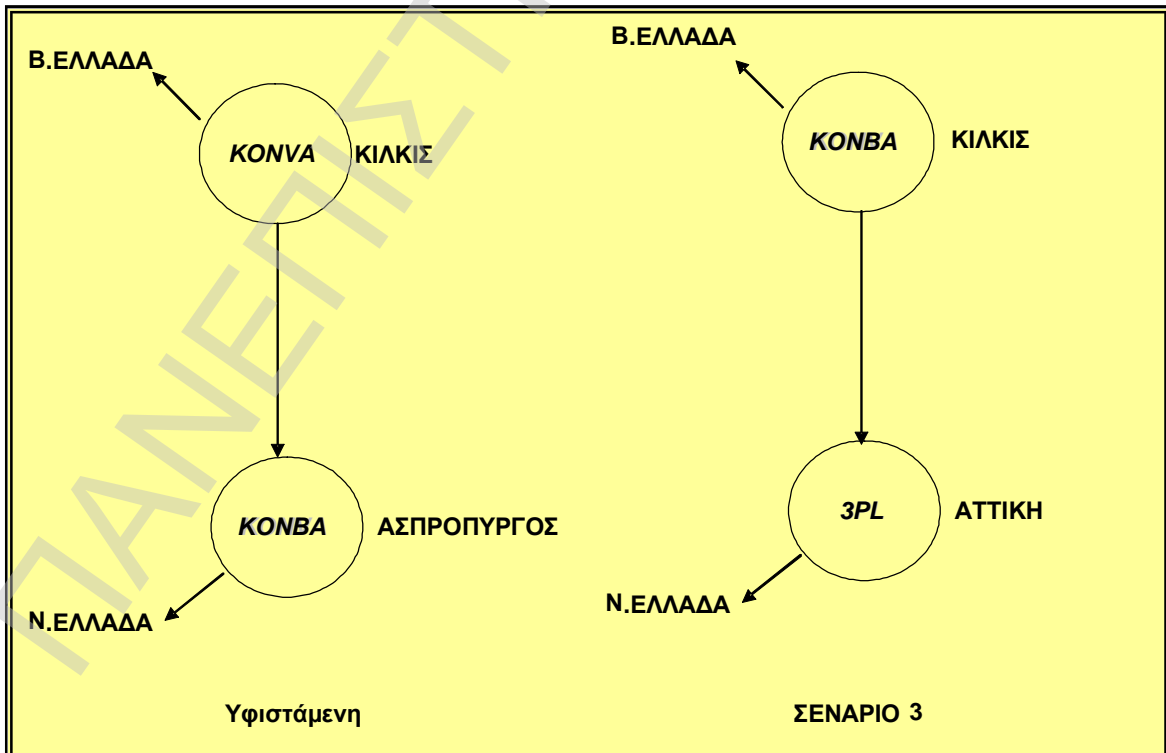 Β.ΕΛΛΑΔΑ
KONVA ΚΙΛΚΙΣ
ΚΟΝΒΑ ΑΣΠΡΟΠΥΡΓΟΣ
Ν.ΕΛΛΑΔΑ
Υφιστάμενη
Β.ΕΛΛΑΔΑ
ΚΟΝΒΑ ΚΙΛΚΙΣ
3PL ΑΤΤΙΚΗ
Ν.ΕΛΛΑΔΑ
ΣΕΝΑΡΙΟ 3
ΠΑΝΕΠΙΣΤ